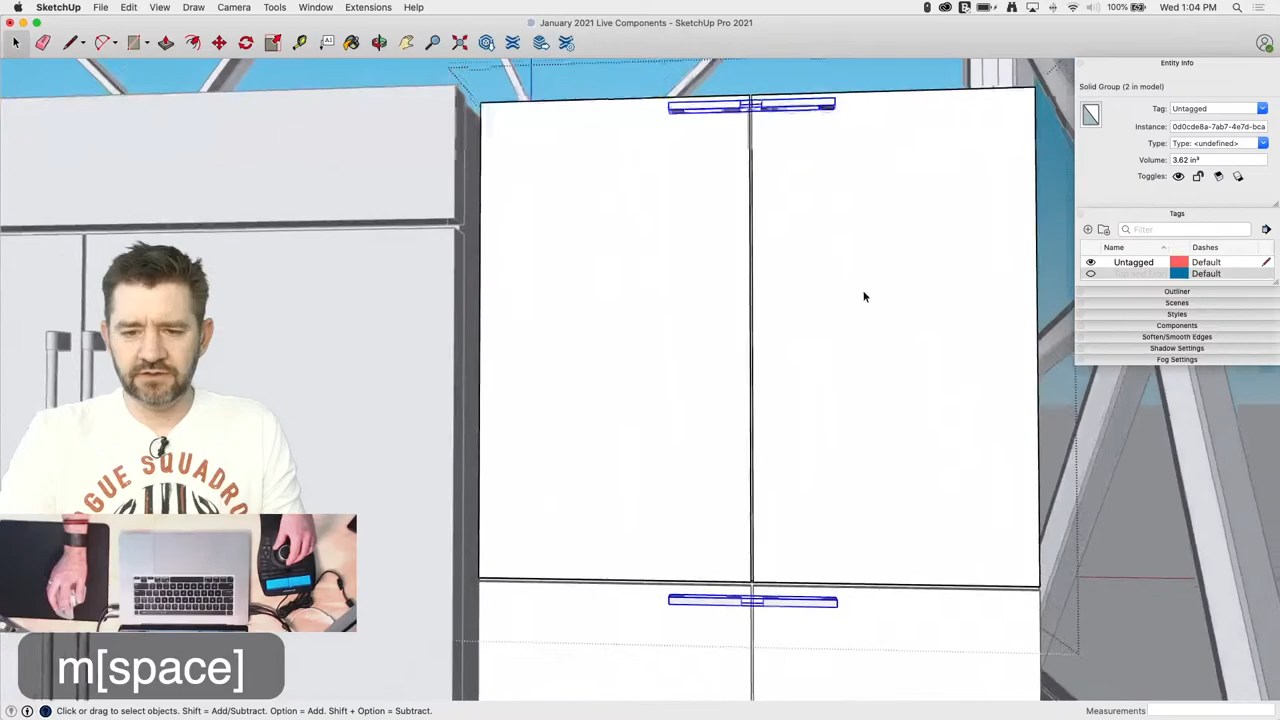 SketchUp File Edit View Draw Camera Tools Window Extensions Help
100% Wed 1:04 PM
January 2021 Live Components - SketchUp Pro 2021
Entity Info
Solid Group (2 in model)
Tag: Untagged
Instance: 0d0cde8a-7ab7-4e7d-bca
Type: Type: <undefined>
Volume: 3.62 in³
Toggles:
Tags
Filter
Name Dashes
Untagged Default
Default
Outliner
Scenes
Styles
Components
Soften/Smooth Edges
Shadow Settings
Fog Settings
GUE SQUADRO
m[space]
Click or drag to select objects. Shift = Add/Subtract. Option = Add. Shift + Option = Subtract.
Measurements